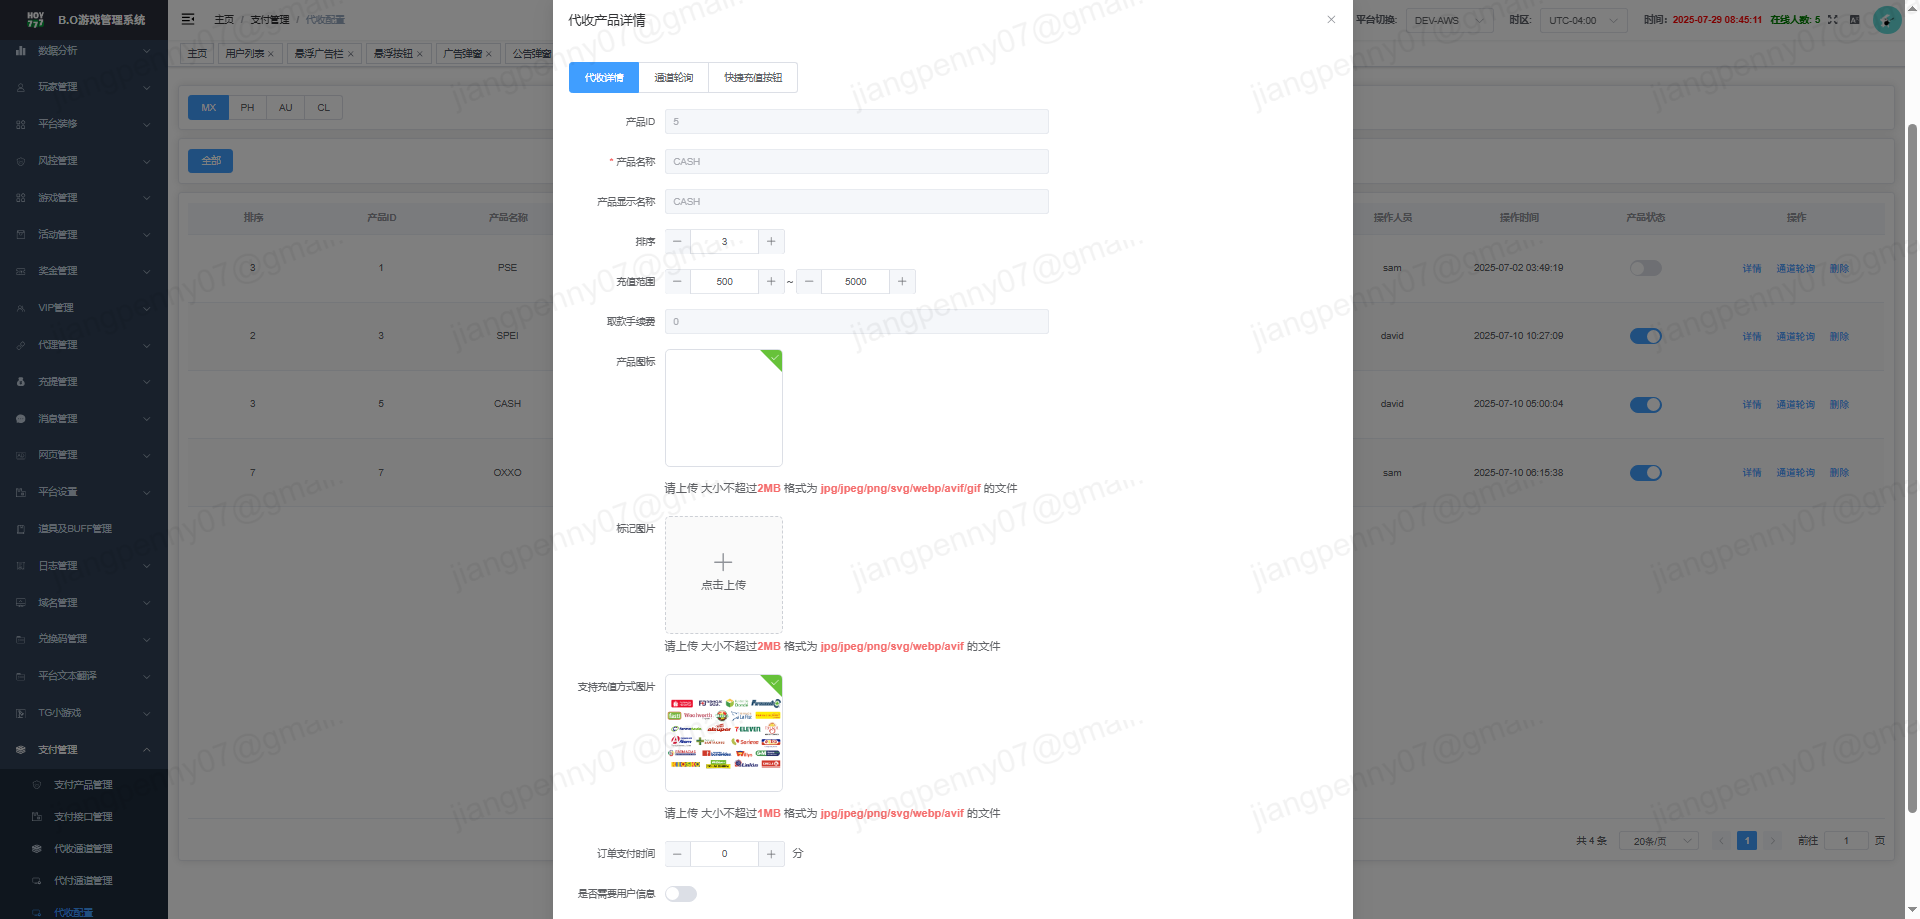 HOY
777
B.O游戏管理系统
数据分析
玩家管理
平台装修
风控管理
游戏管理
活动管理
奖金管理
VIP管理
代理管理
充提管理
消息管理
网页管理
平台设置
道具及BUFF管理
日志管理
域名管理
兑换码管理
平台文本翻译
TG小游戏
支付管理
支付产品管理
支付接口管理
代收通道管理
代付通道管理
代收配置
主页 / 支付管理 / 代收配置
平台切换: DEV-AWS 时区: UTC-04:00 时间: 2025-07-29 08:45:11 在线人数: 5
主页 用户列表 × 悬浮广告栏 × 悬浮按钮 × 广告弹窗 × 公告弹窗
MX PH AU CL
全部
排序 产品ID 产品名称 操作人员 操作时间 产品状态 操作
3 1 PSE sam 2025-07-02 03:49:19 详情 通道轮询 删除
2 3 SPEI david 2025-07-10 10:27:09 详情 通道轮询 删除
3 5 CASH david 2025-07-10 05:00:04 详情 通道轮询 删除
7 7 OXXO sam 2025-07-10 06:15:38 详情 通道轮询 删除
共 4 条 20条/页 1 前往 1 页
代收产品详情
代收详情 通道轮询 快捷充值按钮
产品ID 5
* 产品名称 CASH
产品显示名称 CASH
排序 − 3 +
充值范围 − 500 + ~ − 5000 +
取款手续费 0
产品图标
请上传 大小不超过2MB 格式为 jpg/jpeg/png/svg/webp/avif/gif 的文件
标记图片
点击上传
请上传 大小不超过2MB 格式为 jpg/jpeg/png/svg/webp/avif 的文件
支持充值方式图片
Woolworth
7 ELEVEN
请上传 大小不超过1MB 格式为 jpg/jpeg/png/svg/webp/avif 的文件
订单支付时间 − 0 + 分
是否需要用户信息
jiangpenny07@gmail...